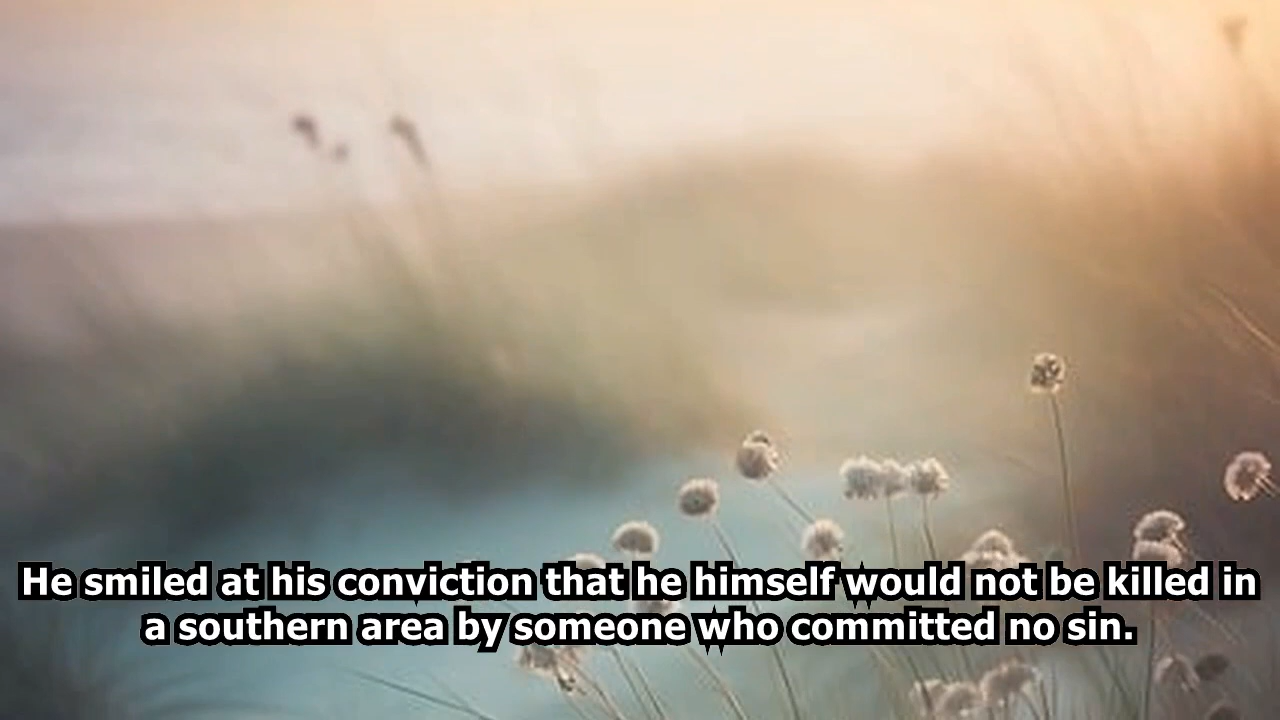 He smiled at his conviction that he himself would not be killed in
a southern area by someone who committed no sin.